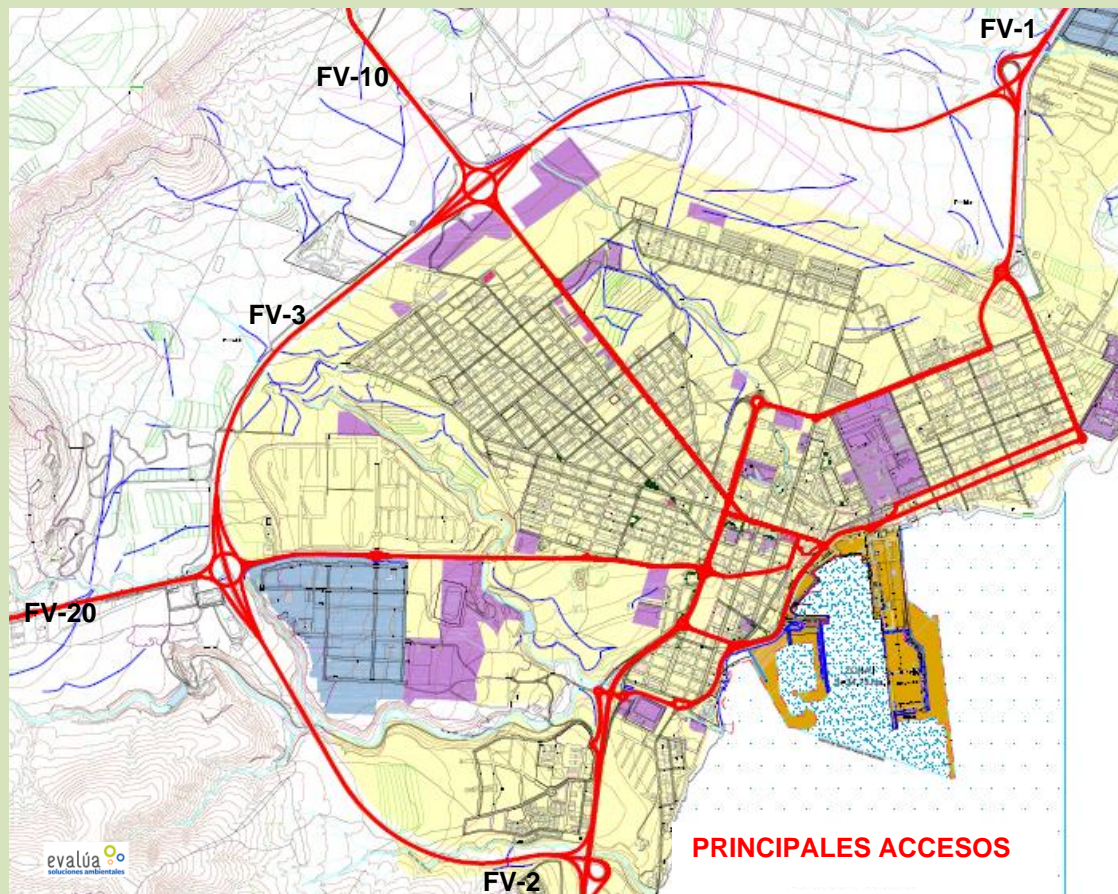 FV-1
FV-10
FV-3
FV-20
PRINCIPALES ACCESOS
evalúa
soluciones ambientales
FV-2